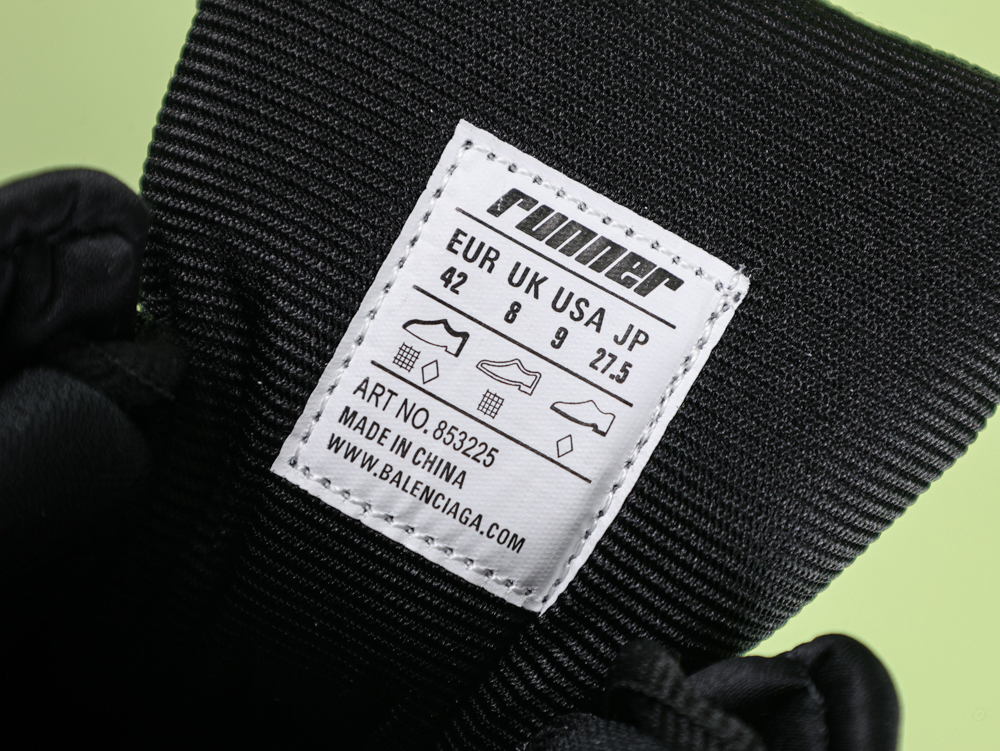 runner
EUR UK USA JP
42 8 9 27.5
ART NO. 853225
MADE IN CHINA
WWW.BALENCIAGA.COM